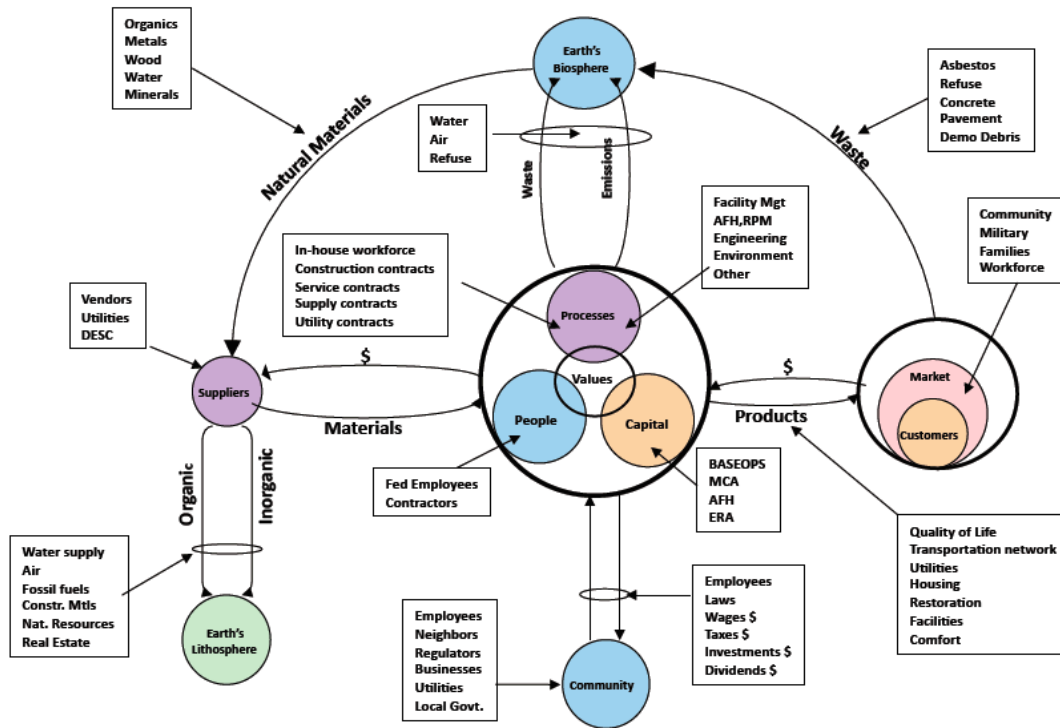 Organics
Metals
Wood
Water
Minerals
Earth's
Biosphere
Asbestos
Refuse
Concrete
Pavement
Demo Debris
Natural Materials
Water
Air
Refuse
Waste
Emissions
Waste
Facility Mgt
AFH,RPM
Engineering
Environment
Other
Community
Military
Families
Workforce
In-house workforce
Construction contracts
Service contracts
Supply contracts
Utility contracts
Vendors
Utilities
DESC
Processes
Values
People
Capital
$
Suppliers
Materials
$
Products
Market
Customers
Organic
Inorganic
Fed Employees
Contractors
BASEOPS
MCA
AFH
ERA
Quality of Life
Transportation network
Utilities
Housing
Restoration
Facilities
Comfort
Water supply
Air
Fossil fuels
Constr. Mtls
Nat. Resources
Real Estate
Earth's
Lithosphere
Employees
Neighbors
Regulators
Businesses
Utilities
Local Govt.
Community
Employees
Laws
Wages $
Taxes $
Investments $
Dividends $